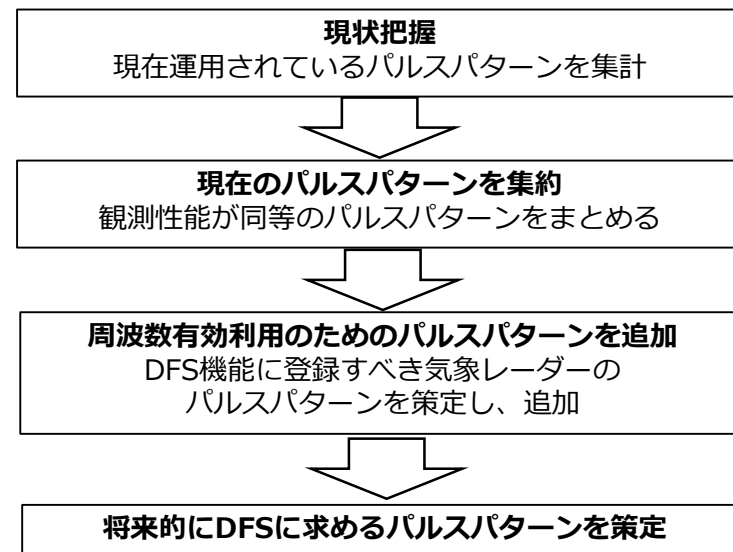 現状把握
現在運用されているパルスパターンを集計
現在のパルスパターンを集約
観測性能が同等のパルスパターンをまとめる
周波数有効利用のためのパルスパターンを追加
DFS機能に登録すべき気象レーダーの
パルスパターンを策定し、追加
将来的にDFSに求めるパルスパターンを策定